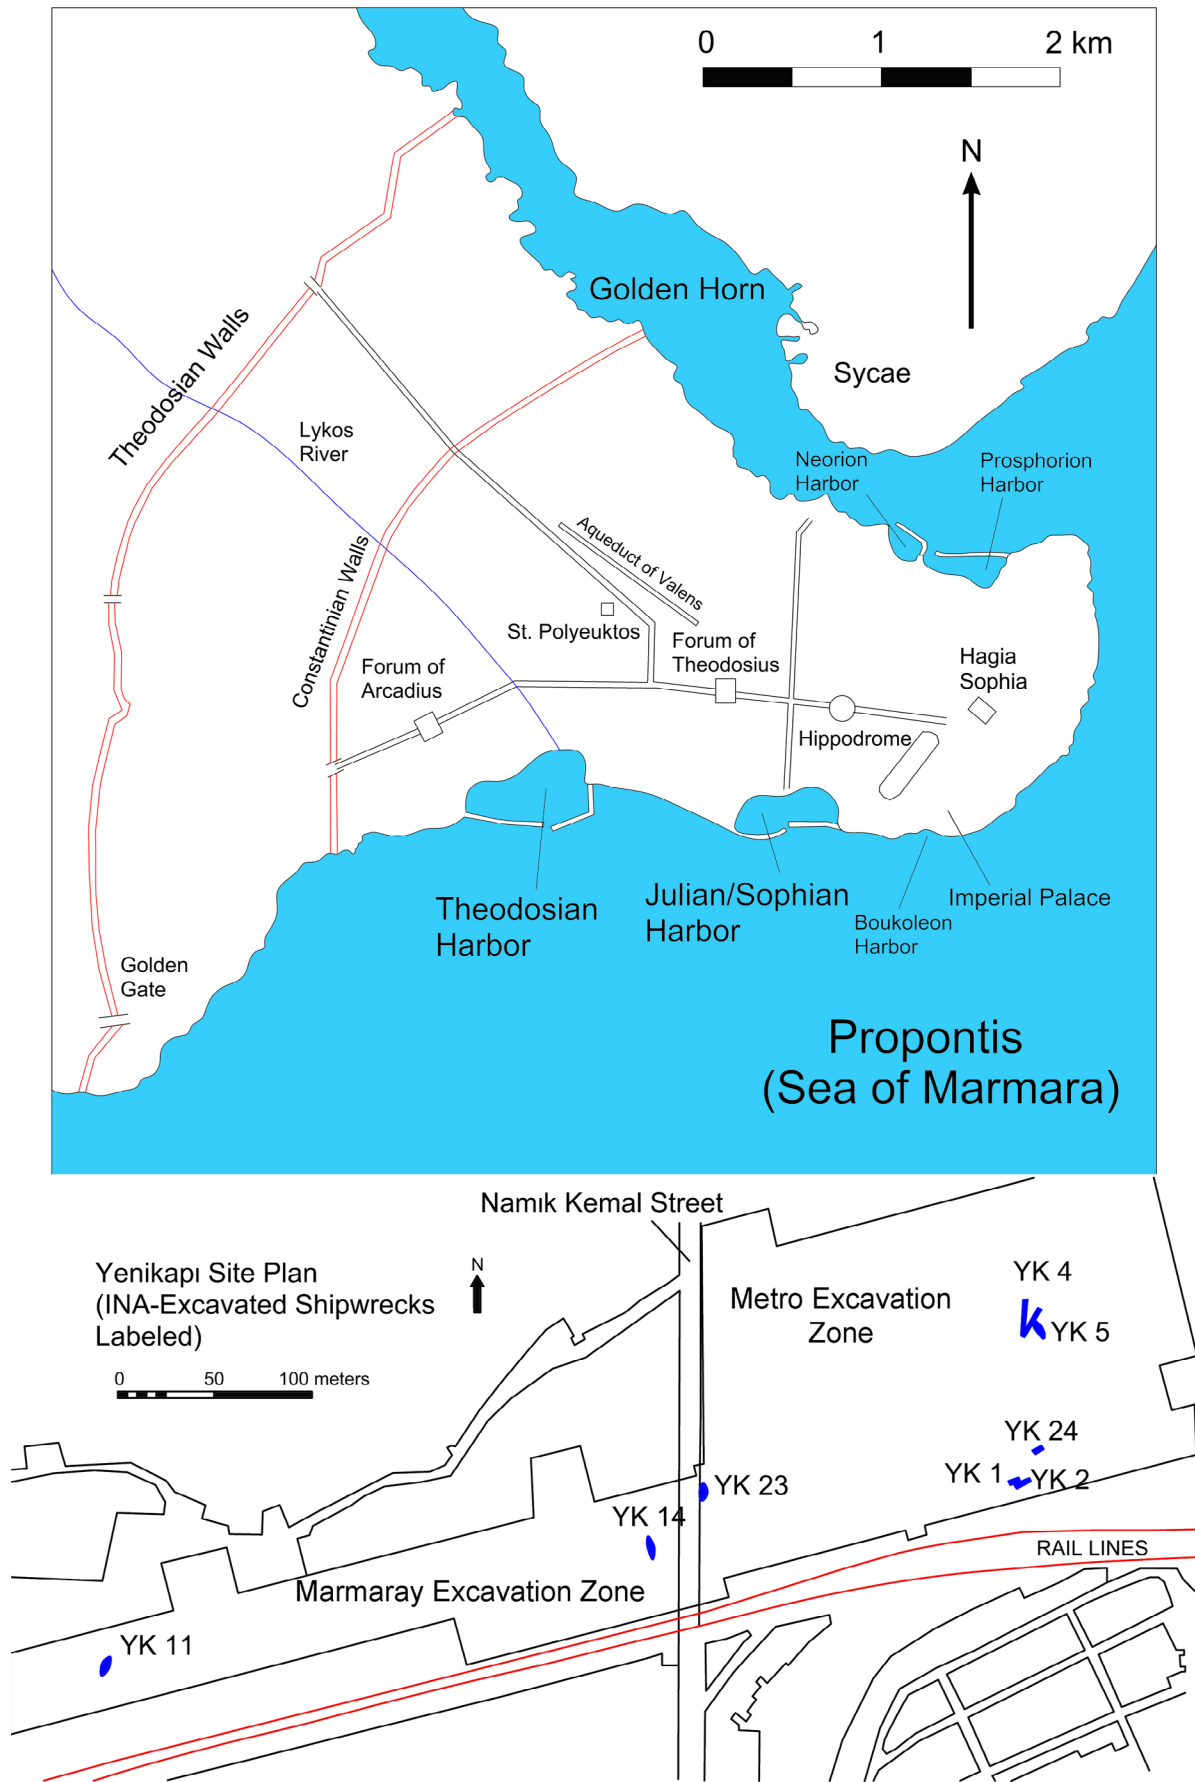 0 1 2 km
N
Golden Horn
Theodosian Walls
Sycae
Lykos
River
Neorion
Harbor
Prosphorion
Harbor
Aqueduct of Valens
Constantinian Walls
St. Polyeuktos
Forum of
Theodosius
Forum of
Arcadius
Hagia
Sophia
Hippodrome
Theodosian
Harbor
Julian/Sophian
Harbor
Imperial Palace
Boukoleon
Harbor
Golden
Gate
Propontis
(Sea of Marmara)
Namık Kemal Street
Yenikapı Site Plan
(INA-Excavated Shipwrecks
Labeled)
N
0 50 100 meters
Metro Excavation
Zone
YK 4
YK 5
YK 24
YK 1
YK 2
YK 23
YK 14
RAIL LINES
Marmaray Excavation Zone
YK 11